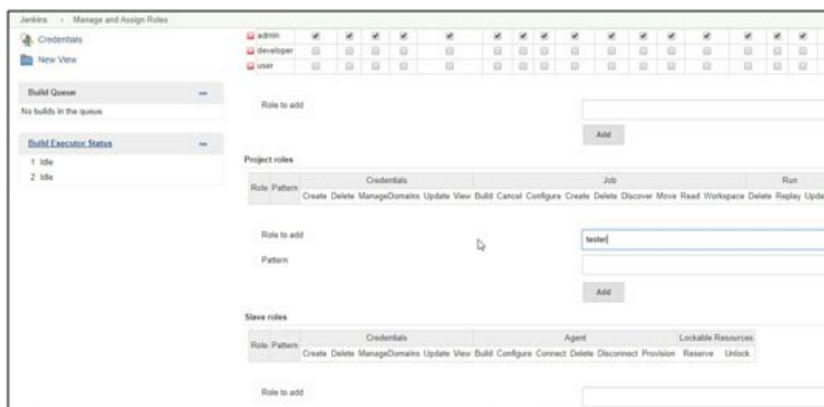 Jenkins › Manage and Assign Roles
Credentials
New View
Build Queue
No builds in the queue.
Build Executor Status
1 Idle
2 Idle
admin
developer
user
Role to add
Add
Project roles
Role Pattern Credentials Job Run
Create Delete ManageDomains Update View Build Cancel Configure Create Delete Discover Move Read Workspace Delete Replay Upda
Role to add tester
Pattern
Add
Slave roles
Role Pattern Credentials Agent Lockable Resources
Create Delete ManageDomains Update View Build Configure Connect Delete Disconnect Provision Reserve Unlock
Role to add